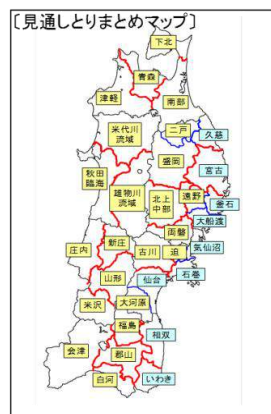 〔見通しとりまとめマップ〕
下北
青森
津軽
南部
米代川
流域
二戸
久慈
盛岡
宮古
秋田
臨海
雄物川
流域
北上
中部
遠野
釜石
大船渡
両磐
庄内
新庄
古川
迫
気仙沼
山形
仙台
石巻
米沢
大河原
福島
相双
会津
郡山
白河
いわき